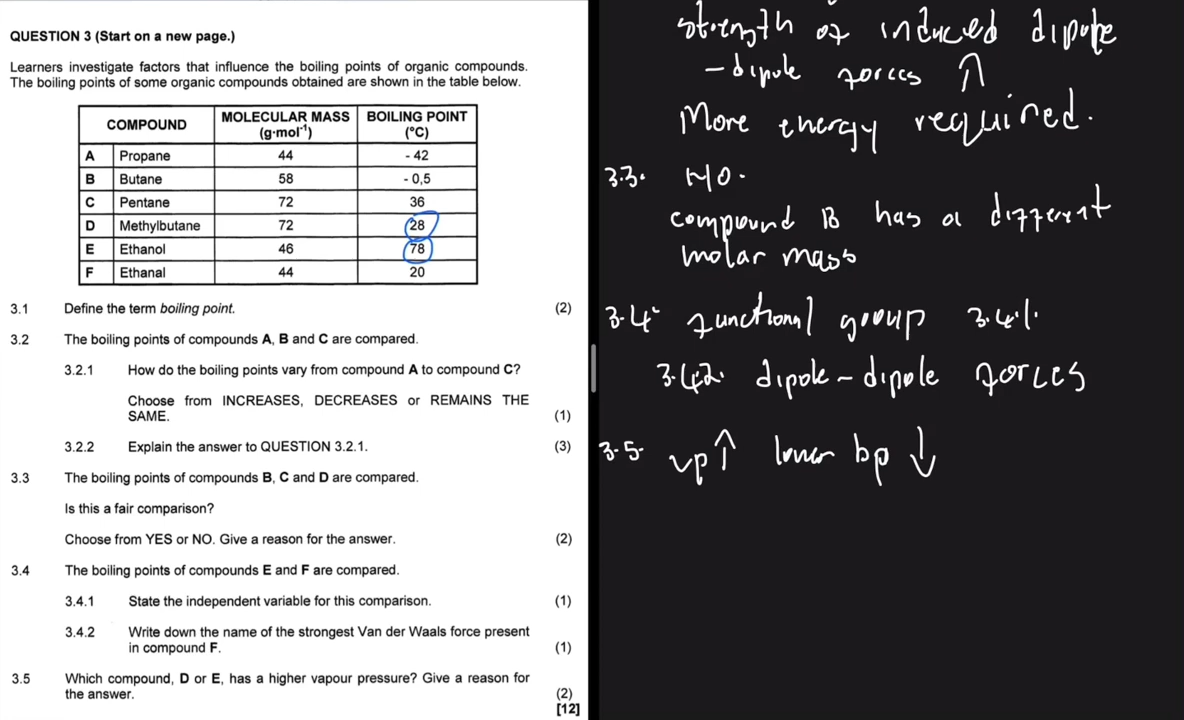 QUESTION 3 (Start on a new page.)
Learners investigate factors that influence the boiling points of organic compounds.
The boiling points of some organic compounds obtained are shown in the table below.
COMPOUND MOLECULAR MASS (g·mol⁻¹) BOILING POINT (°C)
A Propane 44 - 42
B Butane 58 - 0,5
C Pentane 72 36
D Methylbutane 72 28
E Ethanol 46 78
F Ethanal 44 20
3.1 Define the term boiling point. (2)
3.2 The boiling points of compounds A, B and C are compared.
3.2.1 How do the boiling points vary from compound A to compound C?
Choose from INCREASES, DECREASES or REMAINS THE
SAME. (1)
3.2.2 Explain the answer to QUESTION 3.2.1. (3)
3.3 The boiling points of compounds B, C and D are compared.
Is this a fair comparison?
Choose from YES or NO. Give a reason for the answer. (2)
3.4 The boiling points of compounds E and F are compared.
3.4.1 State the independent variable for this comparison. (1)
3.4.2 Write down the name of the strongest Van der Waals force present
in compound F. (1)
3.5 Which compound, D or E, has a higher vapour pressure? Give a reason for
the answer. (2)
[12]
strength of induced dipole
-dipole forces ↑
More energy required.
3.3. NO.
compound B has a different
molar mass
3.4. functional group 3.4.1.
3.4.2. dipole-dipole forces
3.5. vp↑ lower bp ↓